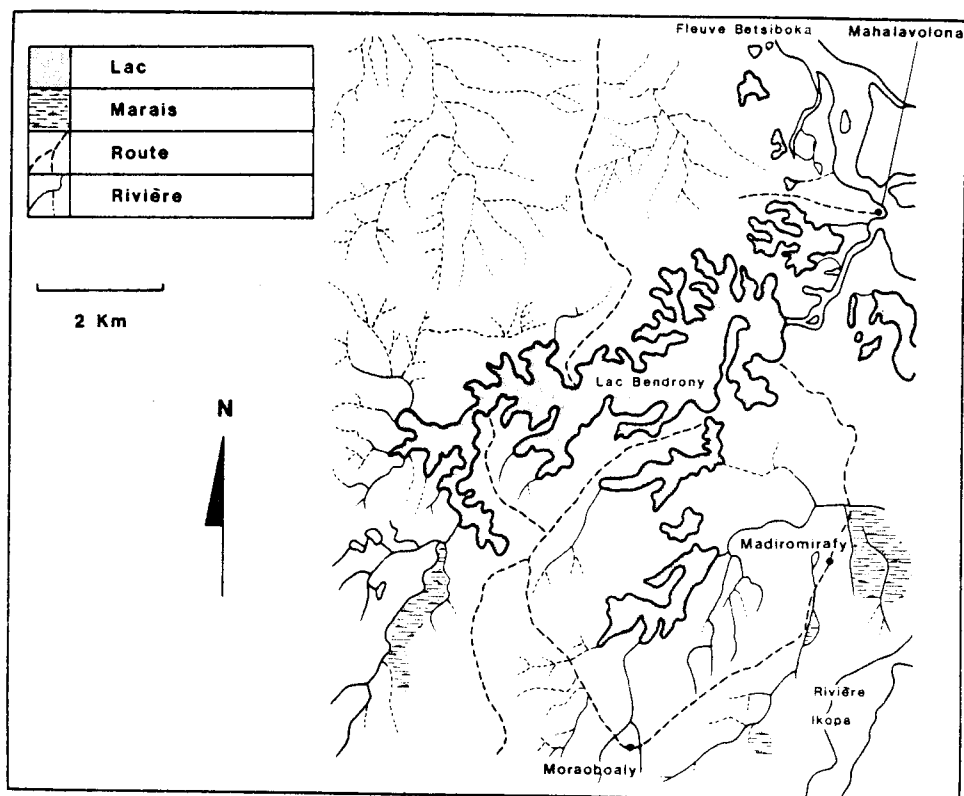 Fleuve Betsiboka
Mahalavolona
Lac
Marais
Route
Rivière
2 Km
N
Lac Bendrony
Madiromirafy
Rivière
Ikopa
Moraoboaly